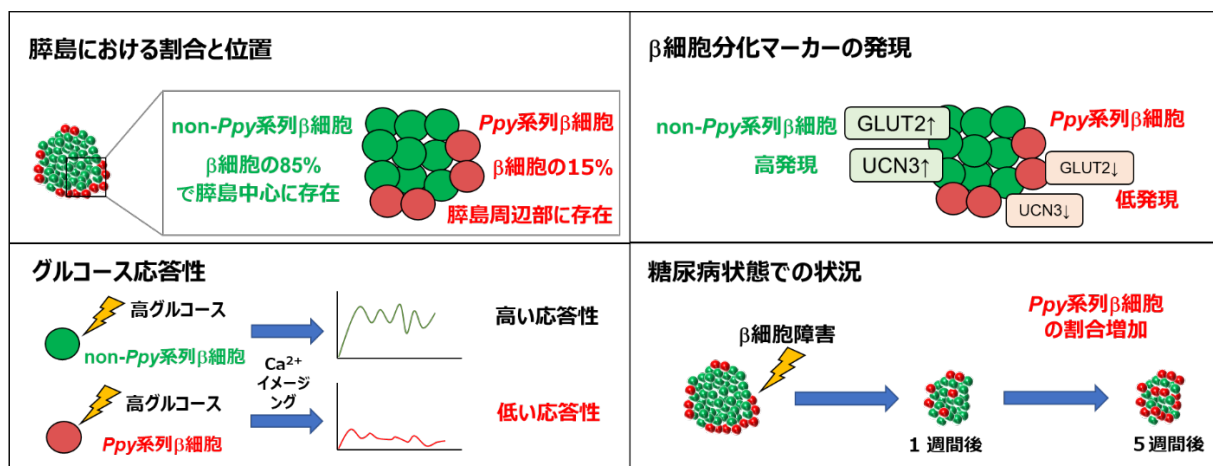 膵島における割合と位置
non-Ppy系列β細胞
β細胞の85%
で膵島中心に存在
Ppy系列β細胞
β細胞の15%
膵島周辺部に存在
β細胞分化マーカーの発現
non-Ppy系列β細胞
高発現
GLUT2↑
UCN3↑
Ppy系列β細胞
GLUT2↓
低発現
UCN3↓
グルコース応答性
高グルコース
non-Ppy系列β細胞
高グルコース
Ppy系列β細胞
Ca²⁺
イメージ
ング
高い応答性
低い応答性
糖尿病状態での状況
β細胞障害
Ppy系列β細胞
の割合増加
1 週間後
5 週間後